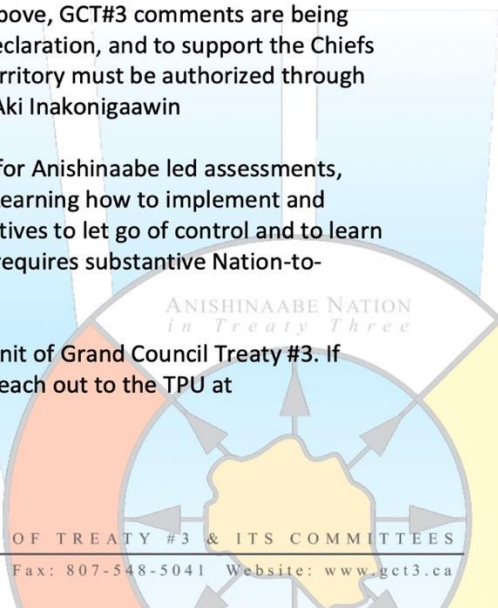 bove, GCT#3 comments are being
eclaration, and to support the Chiefs
rritory must be authorized through
Aki Inakonigaawin
for Anishinaabe led assessments,
earning how to implement and
tives to let go of control and to learn
requires substantive Nation-to-
ANISHINAABE NATION
in Treaty Three
nit of Grand Council Treaty #3. If
each out to the TPU at
OF TREATY #3 & ITS COMMITTEES
Fax: 807-548-5041 Website: www.gct3.ca